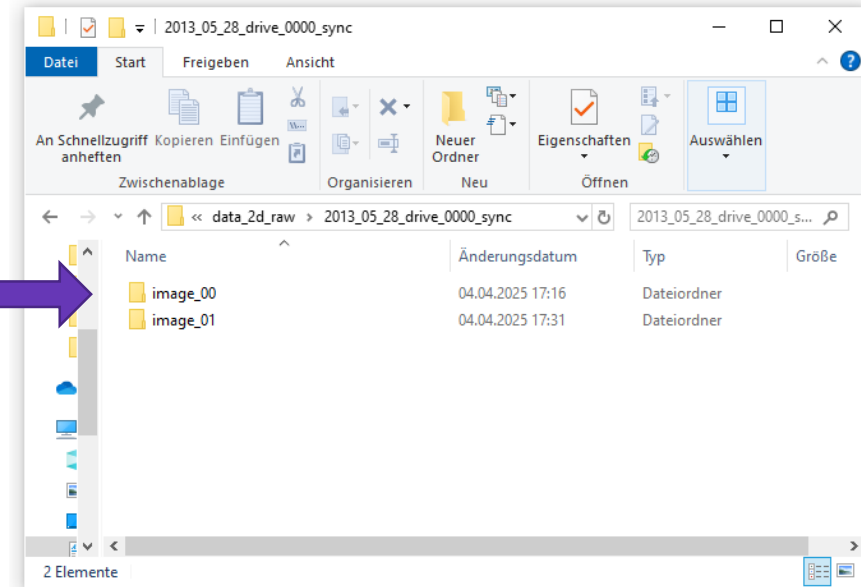 2013_05_28_drive_0000_sync
Datei Start Freigeben Ansicht
An Schnellzugriff anheften
Kopieren
Einfügen
Neuer Ordner
Eigenschaften
Auswählen
Zwischenablage Organisieren Neu Öffnen
« data_2d_raw > 2013_05_28_drive_0000_sync
2013_05_28_drive_0000_s...
Name Änderungsdatum Typ Größe
image_00 04.04.2025 17:16 Dateiordner
image_01 04.04.2025 17:31 Dateiordner
2 Elemente